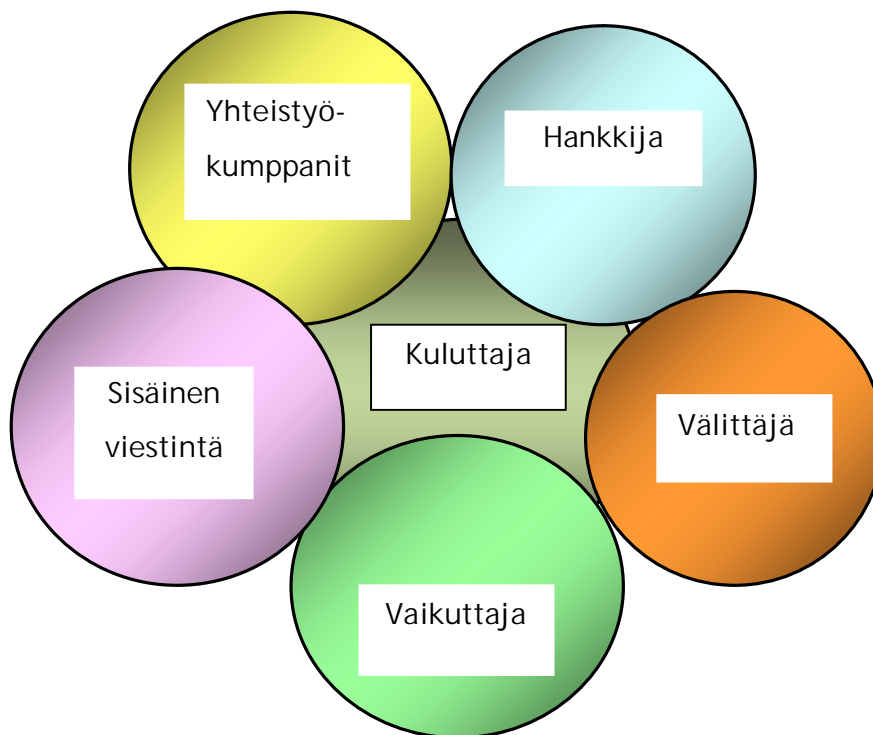 Yhteistyö-
kumppanit
Hankkija
Kuluttaja
Sisäinen
viestintä
Välittäjä
Vaikuttaja